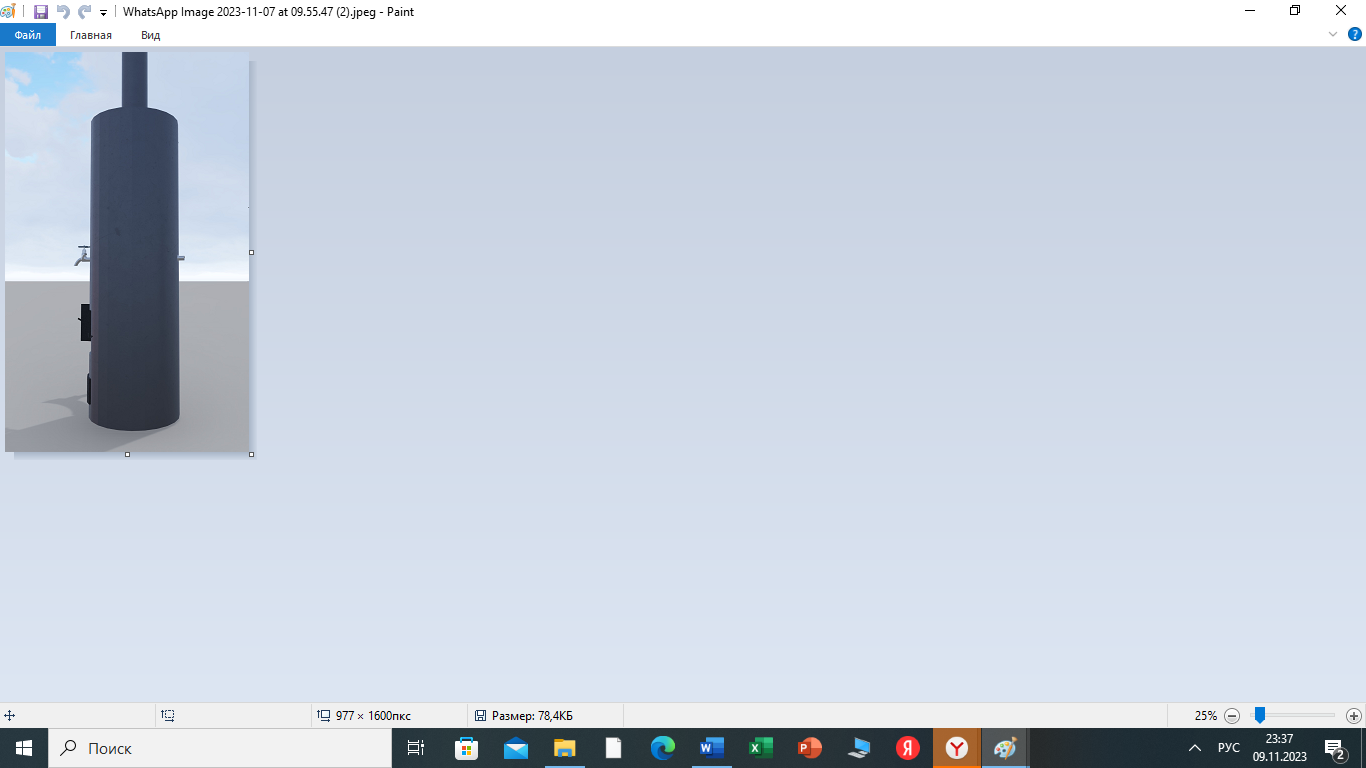 WhatsApp Image 2023-11-07 at 09.55.47 (2).jpeg - Paint
Файл Главная Вид
977 × 1600пкс Размер: 78,4КБ 25%
Поиск
РУС
23:37
09.11.2023
2